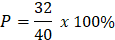 P = 32/40 x 100%